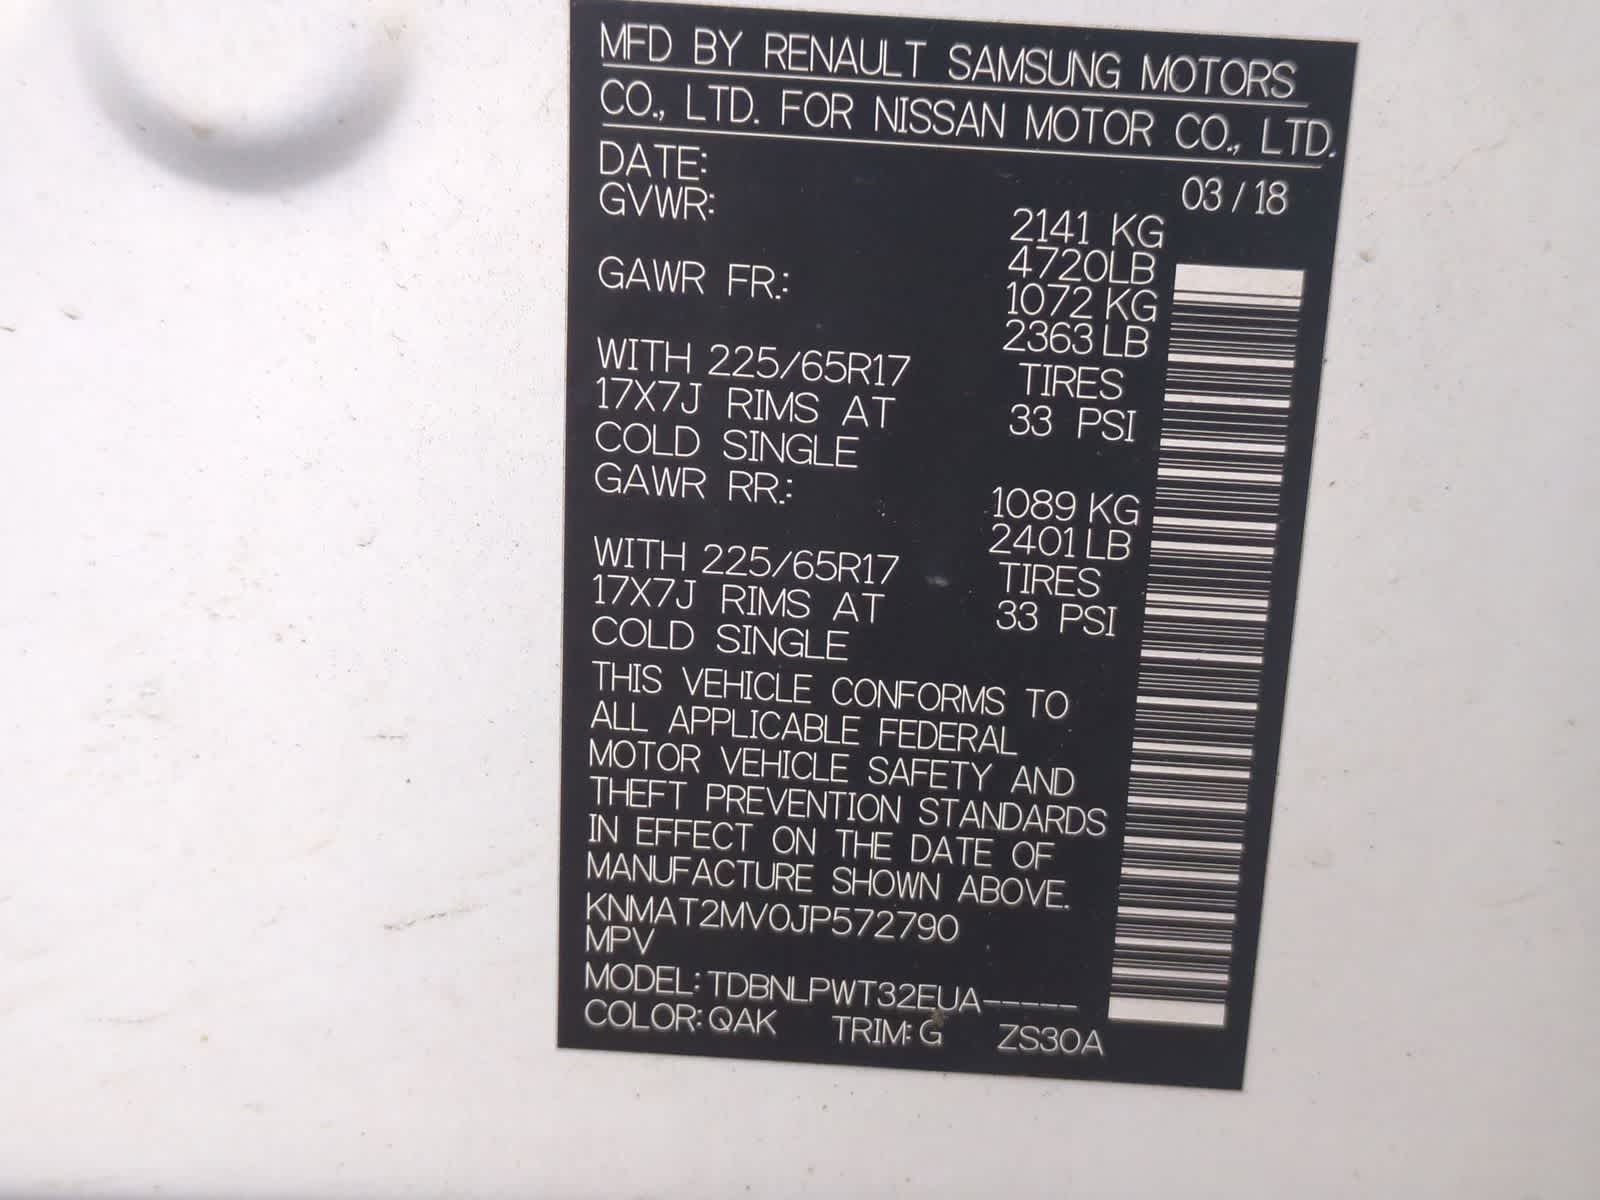 MFD BY RENAULT SAMSUNG MOTORS
CO., LTD. FOR NISSAN MOTOR CO., LTD.
DATE: 03 / 18
GVWR: 2141 KG
4720LB
GAWR FR.: 1072 KG
2363 LB
WITH 225/65R17 TIRES
17X7J RIMS AT 33 PSI
COLD SINGLE
GAWR RR.: 1089 KG
2401 LB
WITH 225/65R17 TIRES
17X7J RIMS AT 33 PSI
COLD SINGLE
THIS VEHICLE CONFORMS TO
ALL APPLICABLE FEDERAL
MOTOR VEHICLE SAFETY AND
THEFT PREVENTION STANDARDS
IN EFFECT ON THE DATE OF
MANUFACTURE SHOWN ABOVE.
KNMAT2MV0JP572790
MPV
MODEL: TDBNLPWT32EUA-----
COLOR: QAK TRIM: G ZS30A